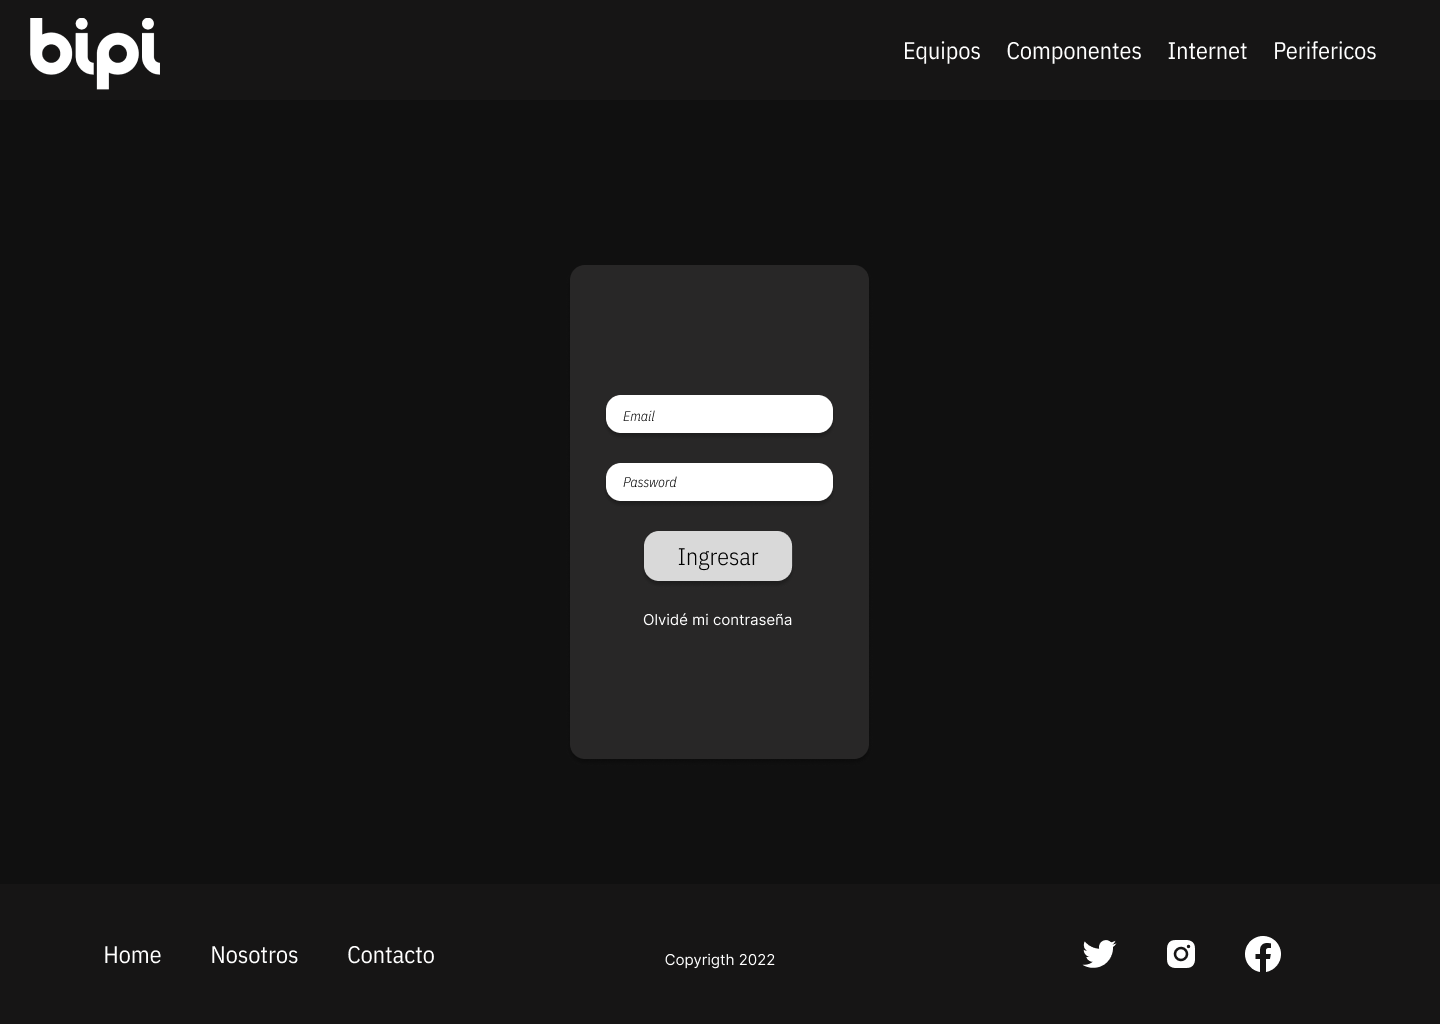 bipi
Equipos Componentes Internet Perifericos
Email
Password
Ingresar
Olvidé mi contraseña
Home Nosotros Contacto
Copyrigth 2022